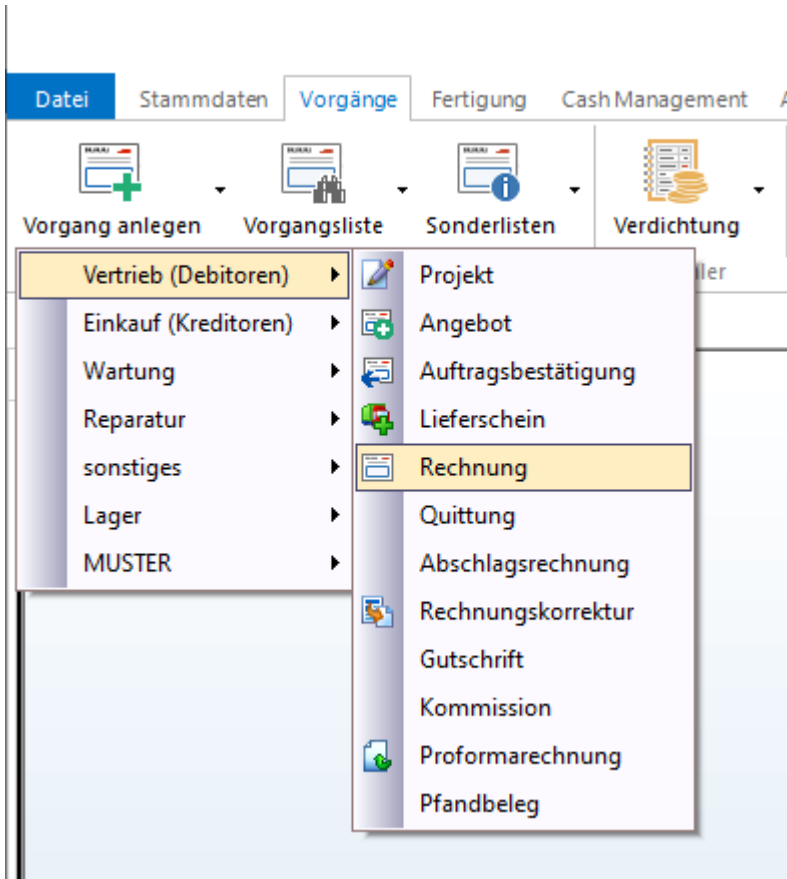 Datei Stammdaten Vorgänge Fertigung Cash Management
Vorgang anlegen Vorgangsliste Sonderlisten Verdichtung
Vertrieb (Debitoren)
Einkauf (Kreditoren)
Wartung
Reparatur
sonstiges
Lager
MUSTER
Projekt
Angebot
Auftragsbestätigung
Lieferschein
Rechnung
Quittung
Abschlagsrechnung
Rechnungskorrektur
Gutschrift
Kommission
Proformarechnung
Pfandbeleg